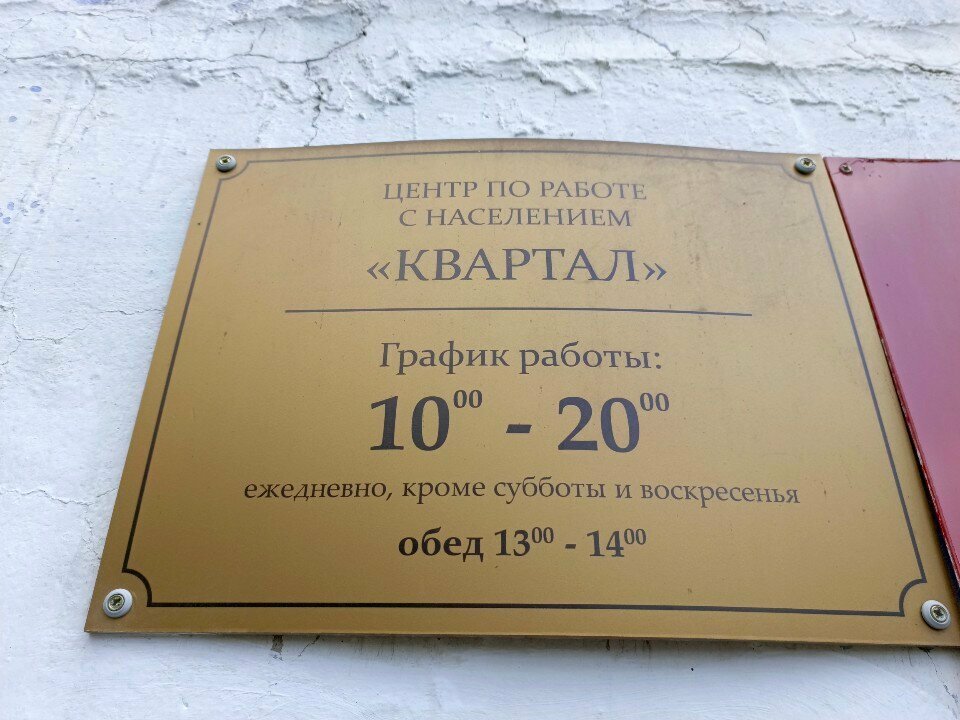 ЦЕНТР ПО РАБОТЕ
С НАСЕЛЕНИЕМ
«КВАРТАЛ»
График работы:
10⁰⁰ - 20⁰⁰
ежедневно, кроме субботы и воскресенья
обед 13⁰⁰ - 14⁰⁰